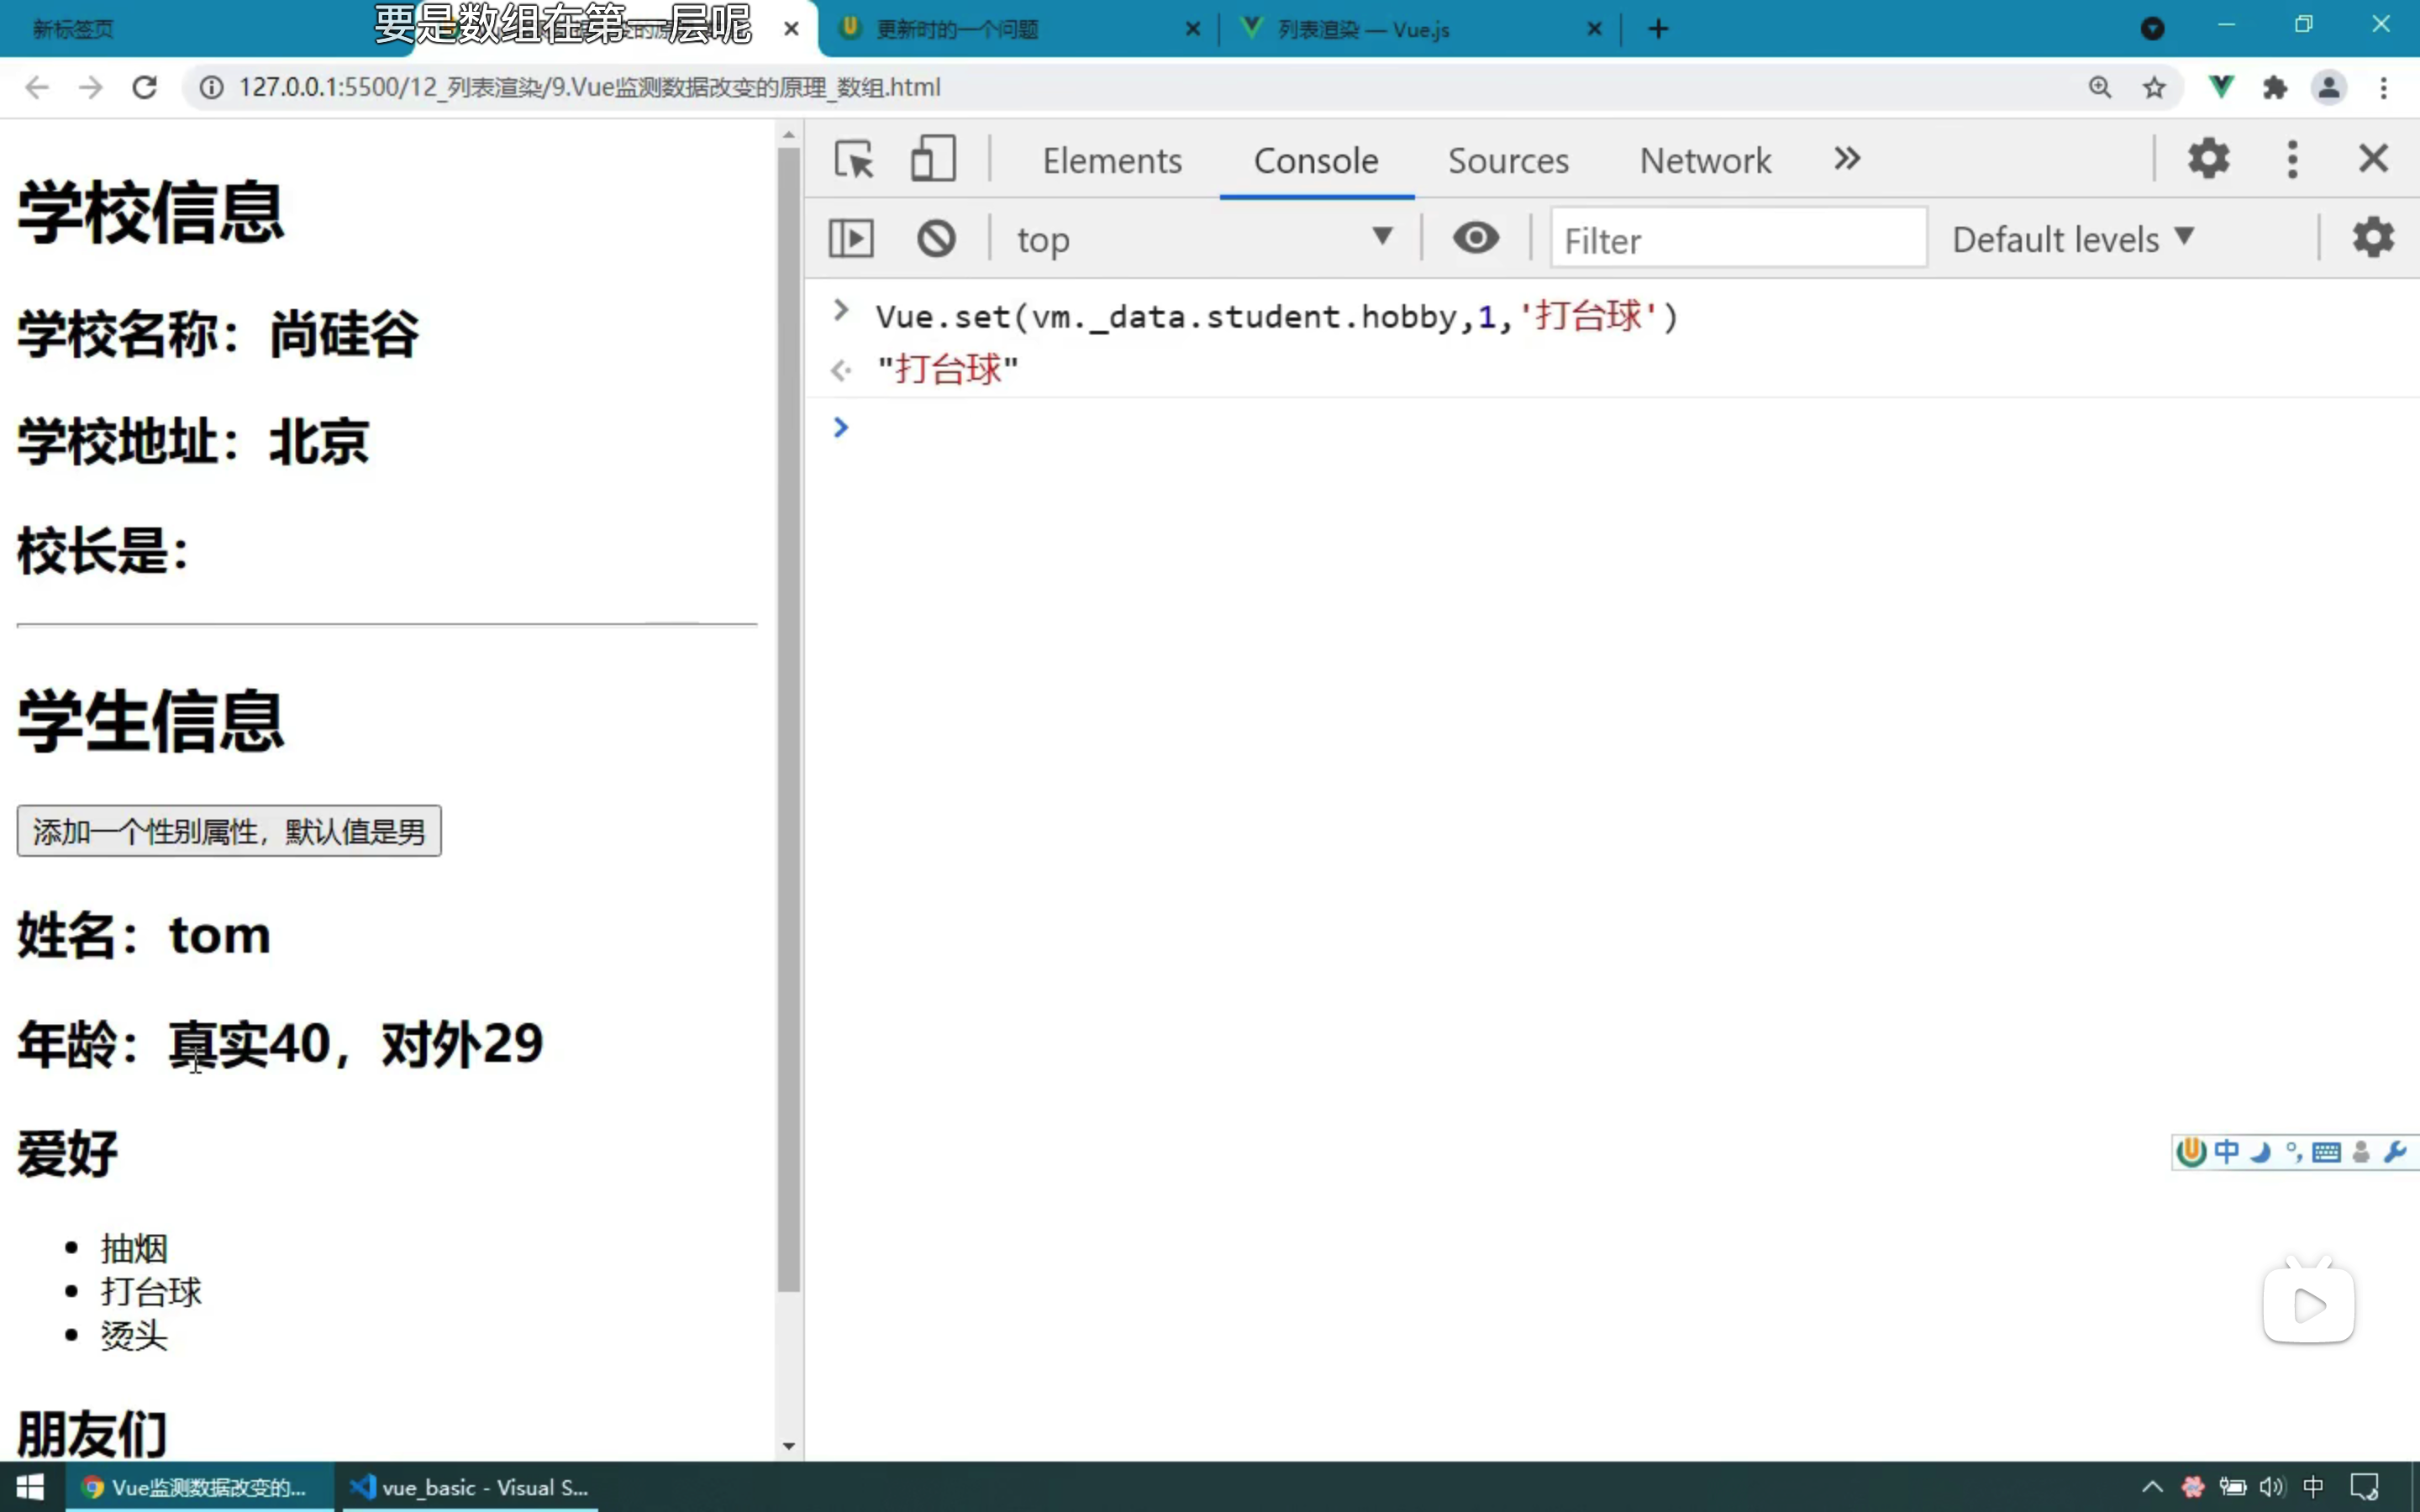 新标签页
要是数组在第一层呢
更新时的一个问题
列表渲染 — Vue.js
127.0.0.1:5500/12_列表渲染/9.Vue监测数据改变的原理_数组.html
学校信息
学校名称：尚硅谷
学校地址：北京
校长是：
学生信息
添加一个性别属性，默认值是男
姓名：tom
年龄：真实40，对外29
爱好
抽烟
打台球
烫头
朋友们
Elements
Console
Sources
Network
top
Filter
Default levels
Vue.set(vm._data.student.hobby,1,'打台球')
"打台球"
中
Vue监测数据改变的...
vue_basic - Visual S...
中